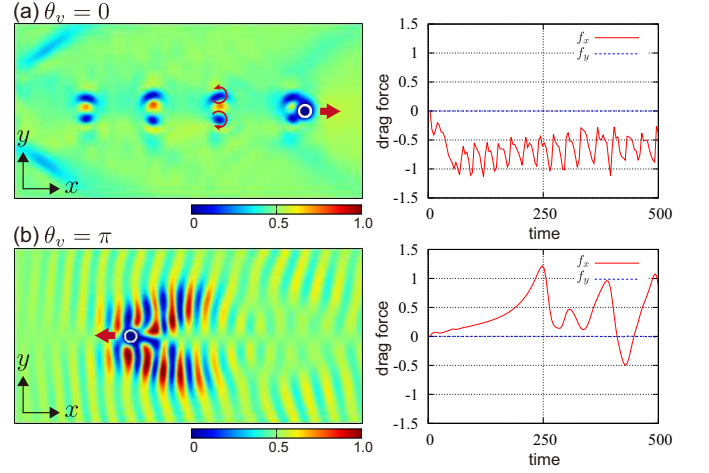 (a) θ_v = 0
y
x
0 0.5 1.0
drag force
1.5
1
0.5
0
-0.5
-1
-1.5
f_x
f_y
0 250 500
time
(b) θ_v = π
y
x
0 0.5 1.0
drag force
1.5
1
0.5
0
-0.5
-1
-1.5
f_x
f_y
0 250 500
time